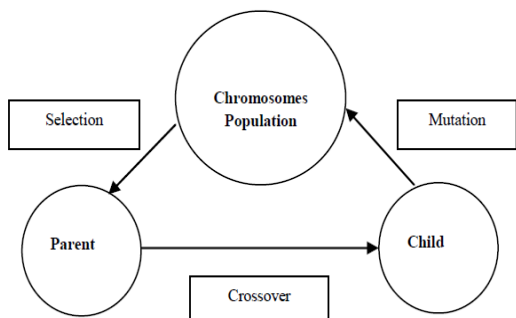 Chromosomes
Population
Selection
Mutation
Parent
Child
Crossover